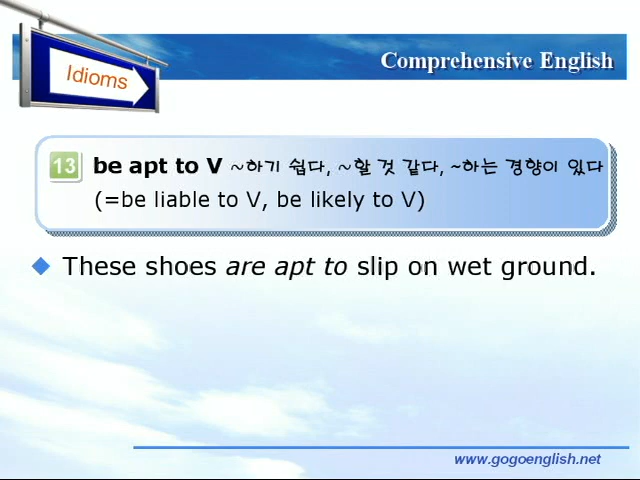 Idioms
Comprehensive English
13 be apt to V ~하기 쉽다, ~할 것 같다, ~하는 경향이 있다
(=be liable to V, be likely to V)
These shoes are apt to slip on wet ground.
www.gogoenglish.net